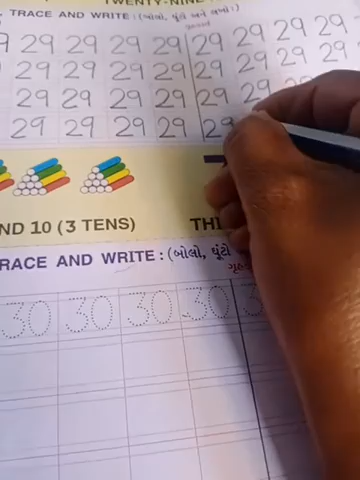 TWENTY-NINE
TRACE AND WRITE : (બોલો, ઘૂંટો અને લખો!)
29 29 29 29 29 29 29 29
29 29 29 29 29 29 29 29
29 29 29 29 29 29 29
29 29 29 29 29
ND 10 (3 TENS) THI
RACE AND WRITE : (બોલો, ઘૂંટો
30 30 30 30